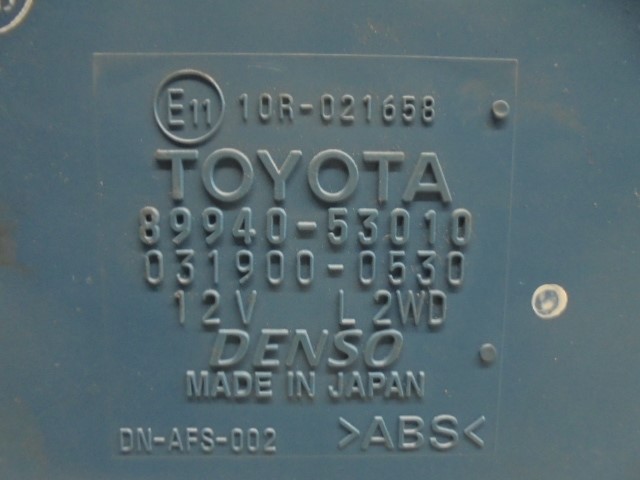 E11 10R-021658
TOYOTA
89940-53010
031900-0530
12V L 2WD
DENSO
MADE IN JAPAN
DN-AFS-002 >ABS<